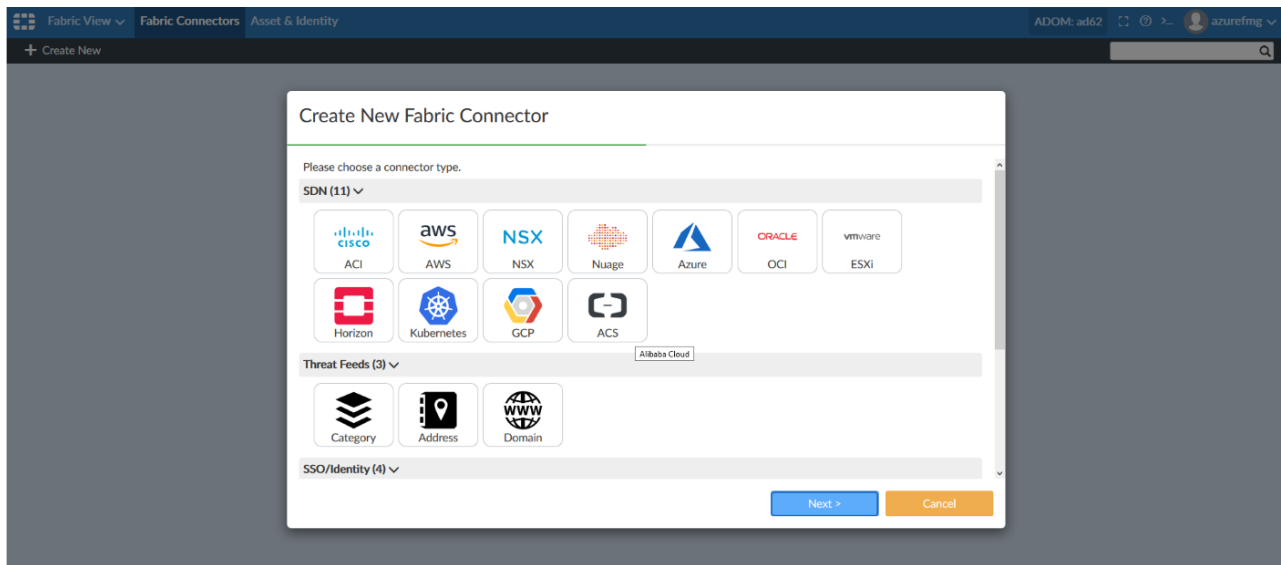 Fabric View Fabric Connectors Asset & Identity ADOM: ad62 azurefmg
+ Create New
Create New Fabric Connector
Please choose a connector type.
SDN (11)
CISCO aws NSX ORACLE vmware
ACI AWS NSX Nuage Azure OCI ESXi
Horizon Kubernetes GCP ACS
Alibaba Cloud
Threat Feeds (3)
WWW
Category Address Domain
SSO/Identity (4)
Next > Cancel